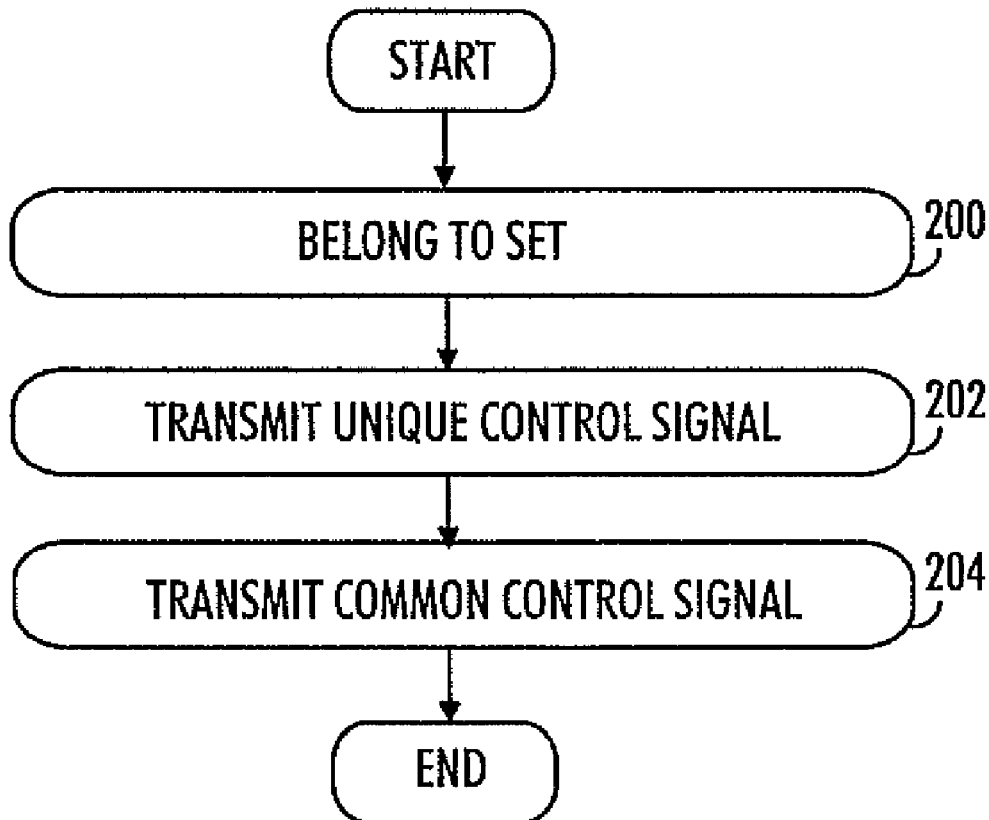 START
BELONG TO SET
200
TRANSMIT UNIQUE CONTROL SIGNAL
202
TRANSMIT COMMON CONTROL SIGNAL
204
END